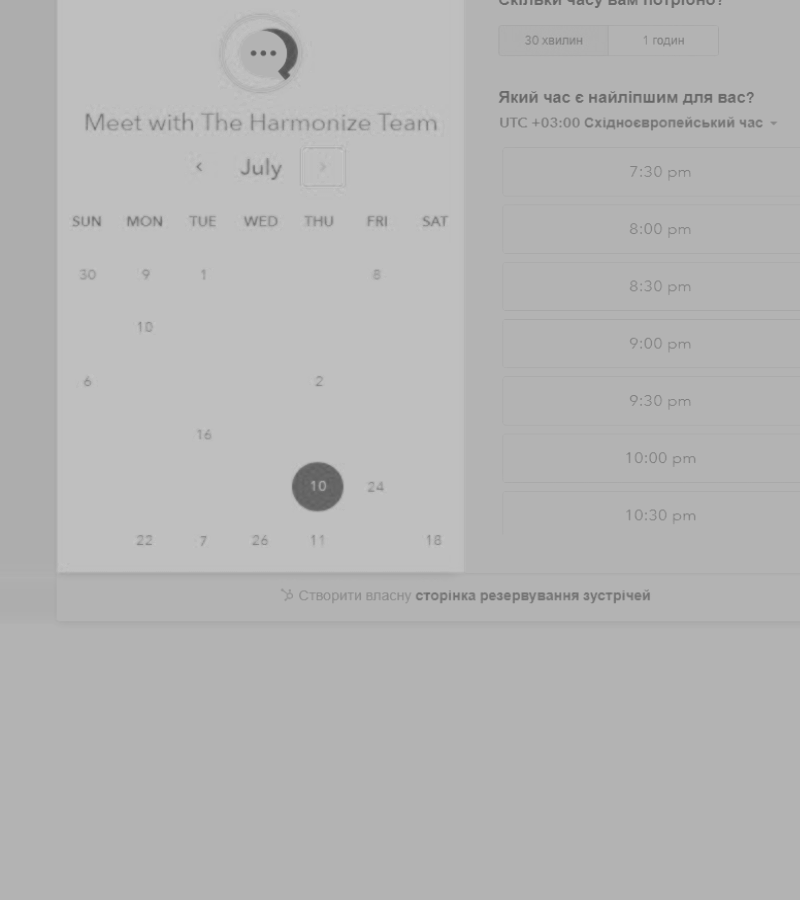 Скільки часу вам потрібно?
30 хвилин 1 годин
Meet with The Harmonize Team
July
SUN MON TUE WED THU FRI SAT
30 9 1 8
10
6 2
16
10 24
22 7 26 11 18
Який час є найліпшим для вас?
UTC +03:00 Східноєвропейський час
7:30 pm
8:00 pm
8:30 pm
9:00 pm
9:30 pm
10:00 pm
10:30 pm
Створити власну сторінка резервування зустрічей